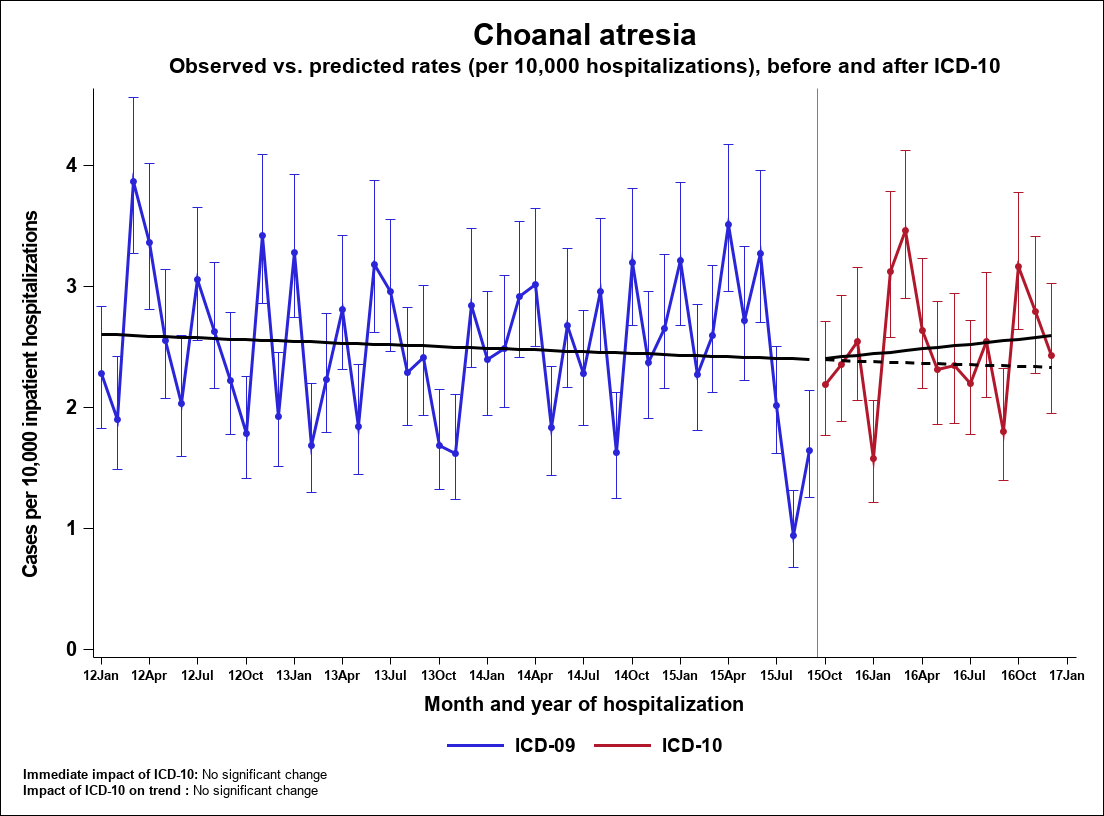 Choanal atresia
Observed vs. predicted rates (per 10,000 hospitalizations), before and after ICD-10
Cases per 10,000 inpatient hospitalizations
4
3
2
1
0
12Jan 12Apr 12Jul 12Oct 13Jan 13Apr 13Jul 13Oct 14Jan 14Apr 14Jul 14Oct 15Jan 15Apr 15Jul 15Oct 16Jan 16Apr 16Jul 16Oct 17Jan
Month and year of hospitalization
ICD-09 ICD-10
Immediate impact of ICD-10: No significant change
Impact of ICD-10 on trend : No significant change